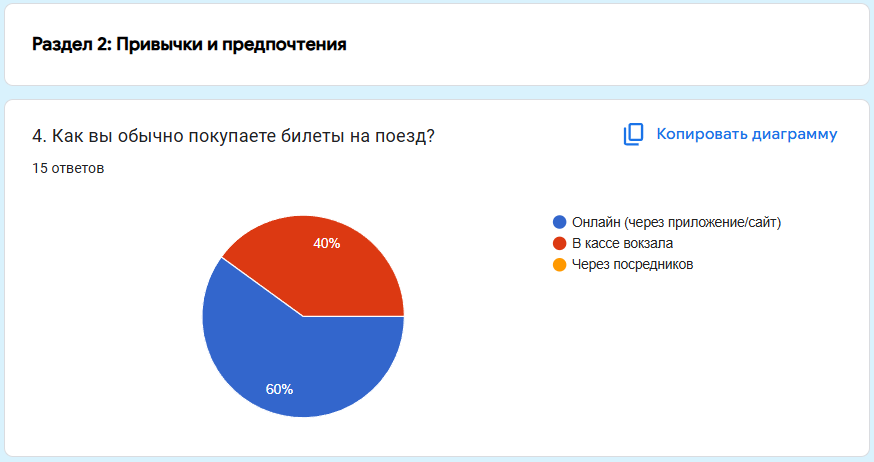 Раздел 2: Привычки и предпочтения
4. Как вы обычно покупаете билеты на поезд?
Копировать диаграмму
15 ответов
40%
60%
Онлайн (через приложение/сайт)
В кассе вокзала
Через посредников